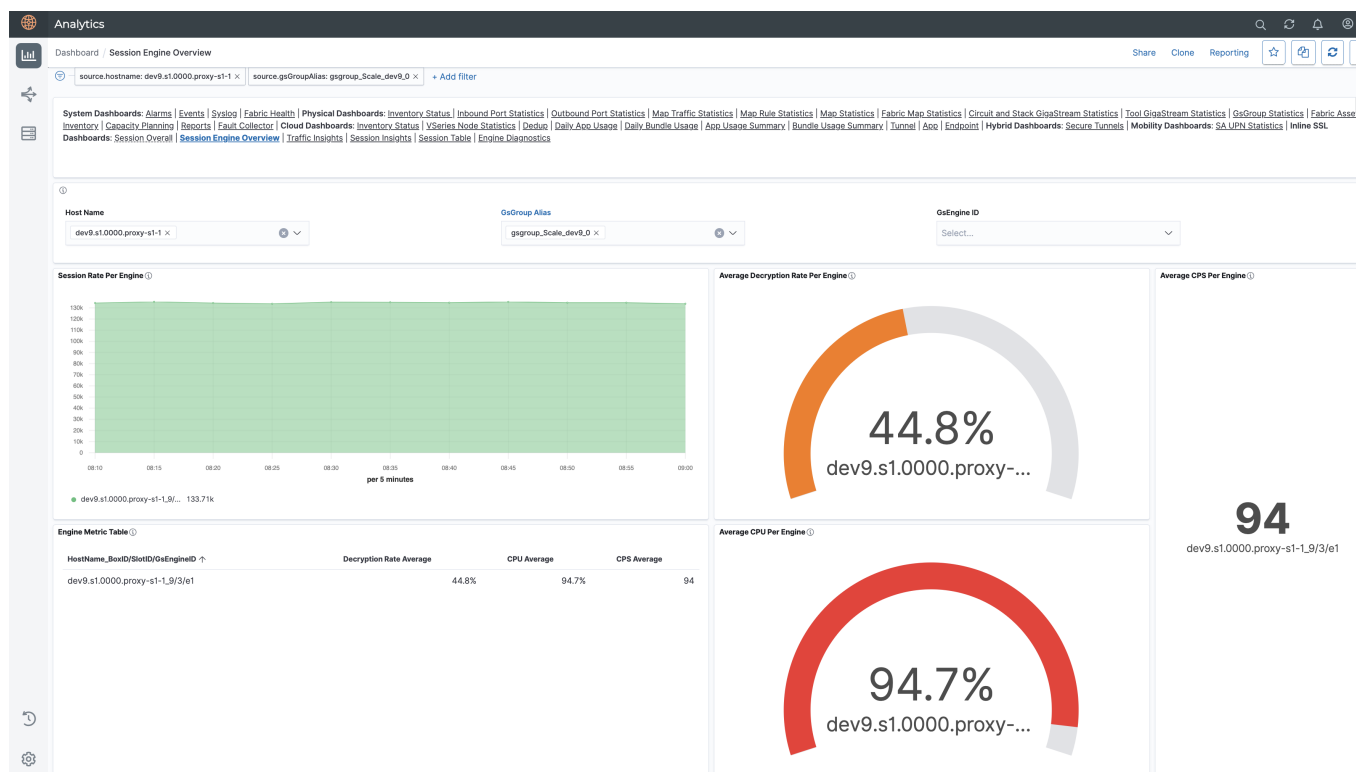 Analytics
Dashboard / Session Engine Overview
Share Clone Reporting
source.hostname: dev9.s1.0000.proxy-s1-1 × source.gsGroupAlias: gsgroup_Scale_dev9_0 × + Add filter
System Dashboards: Alarms | Events | Syslog | Fabric Health | Physical Dashboards: Inventory Status | Inbound Port Statistics | Outbound Port Statistics | Map Traffic Statistics | Map Rule Statistics | Map Statistics | Fabric Map Statistics | Circuit and Stack GigaStream Statistics | Tool GigaStream Statistics | GsGroup Statistics | Fabric Asse
Inventory | Capacity Planning | Reports | Fault Collector | Cloud Dashboards: Inventory Status | VSeries Node Statistics | Dedup | Daily App Usage | Daily Bundle Usage | App Usage Summary | Bundle Usage Summary | Tunnel | App | Endpoint | Hybrid Dashboards: Secure Tunnels | Mobility Dashboards: SA UPN Statistics | Inline SSL
Dashboards: Session Overall | Session Engine Overview | Traffic Insights | Session Insights | Session Table | Engine Diagnostics
Host Name
dev9.s1.0000.proxy-s1-1 ×
GsGroup Alias
gsgroup_Scale_dev9_0 ×
GsEngine ID
Select...
Session Rate Per Engine
130k
120k
110k
100k
90k
80k
70k
60k
50k
40k
30k
20k
10k
0
08:10 08:15 08:20 08:25 08:30 08:35 08:40 08:45 08:50 08:55 09:00
per 5 minutes
dev9.s1.0000.proxy-s1-1_9/... 133.71k
Average Decryption Rate Per Engine
44.8%
dev9.s1.0000.proxy-...
Average CPS Per Engine
94
dev9.s1.0000.proxy-s1-1_9/3/e1
Engine Metric Table
HostName_BoxID/SlotID/GsEngineID ↑ Decryption Rate Average CPU Average CPS Average
dev9.s1.0000.proxy-s1-1_9/3/e1 44.8% 94.7% 94
Average CPU Per Engine
94.7%
dev9.s1.0000.proxy-...